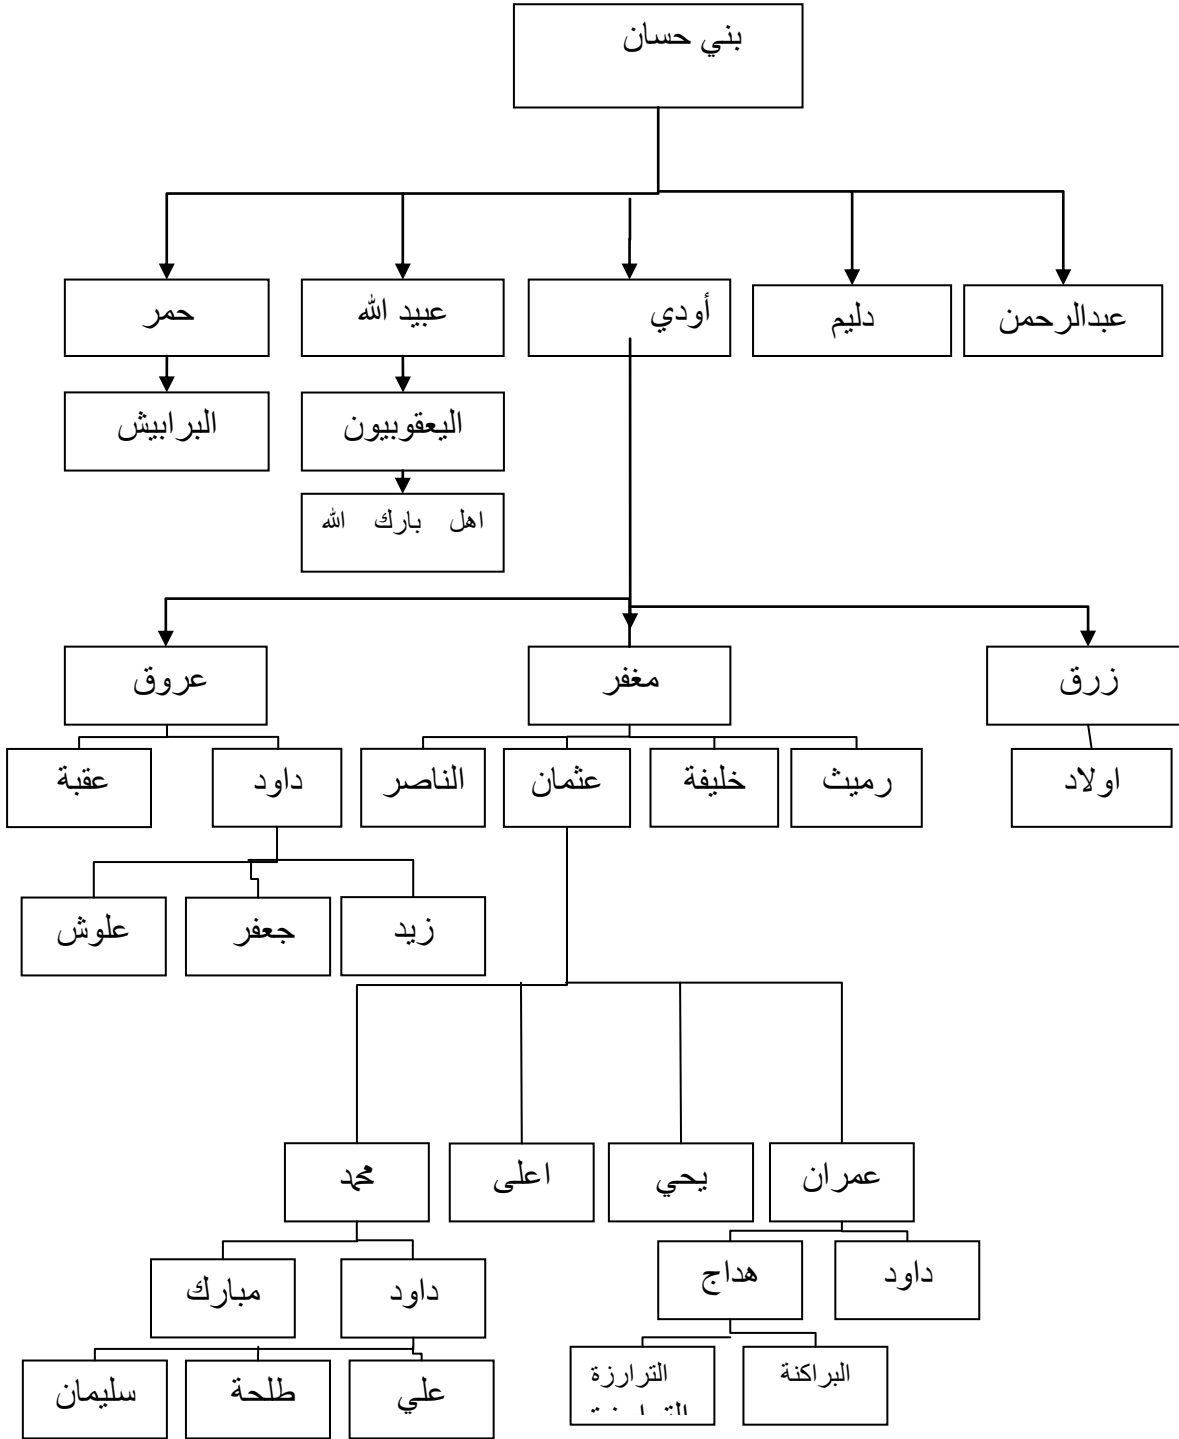 بني حسان
عبدالرحمن
دليم
أودي
عبيد الله
حمر
اليعقوبيون
البرابيش
اهل بارك الله
زرق
مغفر
عروق
اولاد
رميث
خليفة
عثمان
الناصر
داود
عقبة
زيد
جعفر
علوش
عمران
يحي
اعلى
محمد
داود
هداج
داود
مبارك
البراكنة
الترارزة
علي
طلحة
سليمان